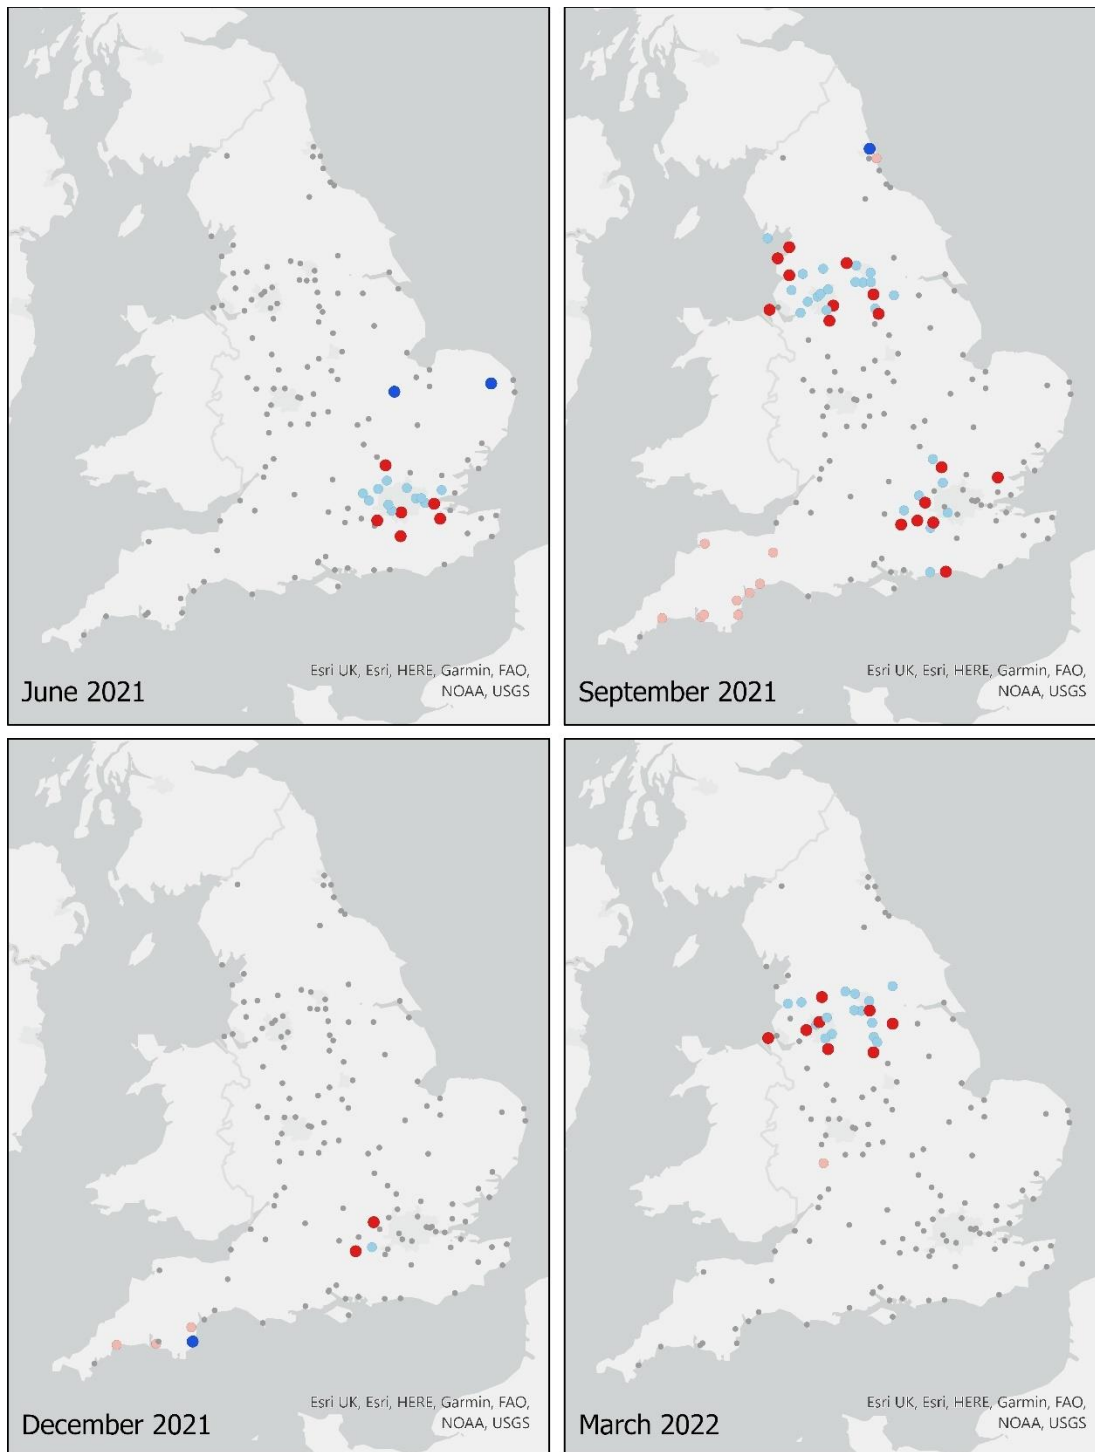 Esri UK, Esri, HERE, Garmin, FAO,
NOAA, USGS
June 2021
Esri UK, Esri, HERE, Garmin, FAO,
NOAA, USGS
September 2021
Esri UK, Esri, HERE, Garmin, FAO,
NOAA, USGS
December 2021
Esri UK, Esri, HERE, Garmin, FAO,
NOAA, USGS
March 2022